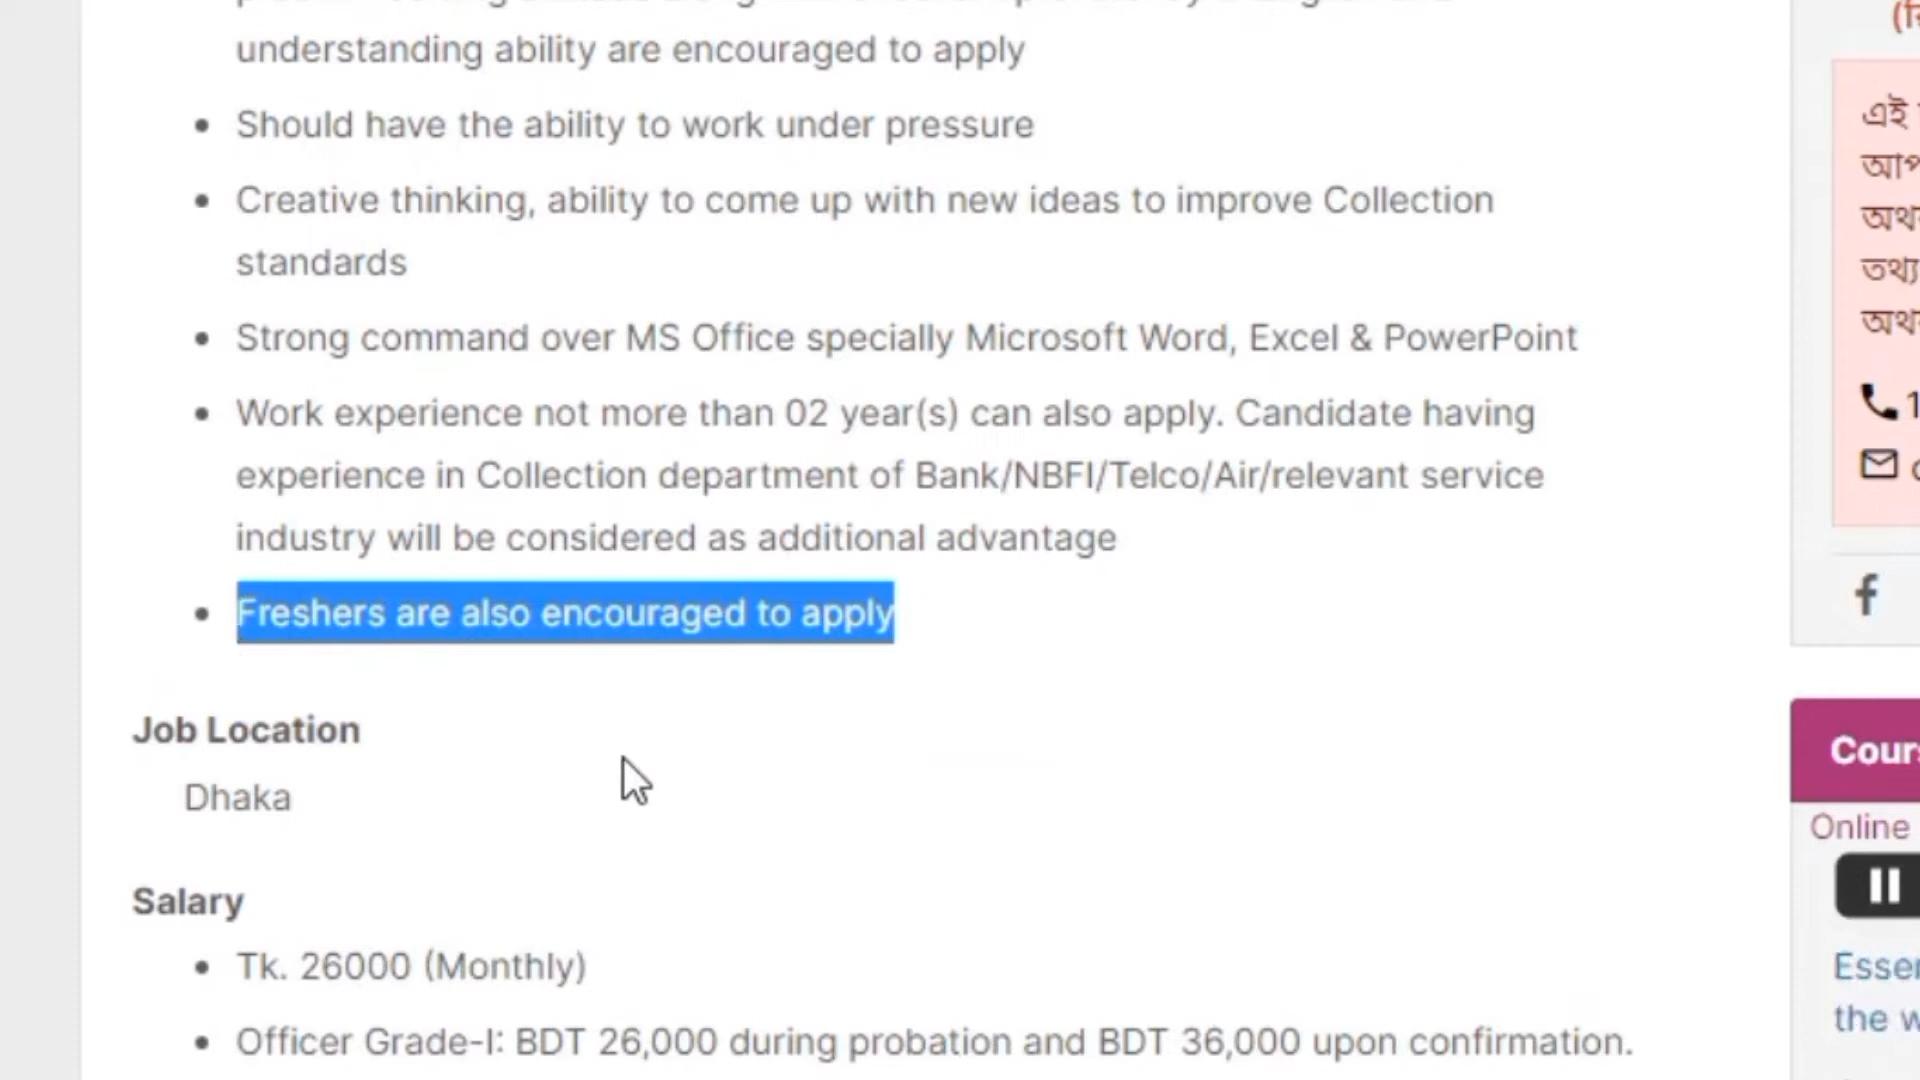 understanding ability are encouraged to apply
Should have the ability to work under pressure
Creative thinking, ability to come up with new ideas to improve Collection
standards
Strong command over MS Office specially Microsoft Word, Excel & PowerPoint
Work experience not more than 02 year(s) can also apply. Candidate having
experience in Collection department of Bank/NBFI/Telco/Air/relevant service
industry will be considered as additional advantage
Freshers are also encouraged to apply
Job Location
Dhaka
Salary
Tk. 26000 (Monthly)
Officer Grade-I: BDT 26,000 during probation and BDT 36,000 upon confirmation.
এই
Online
the